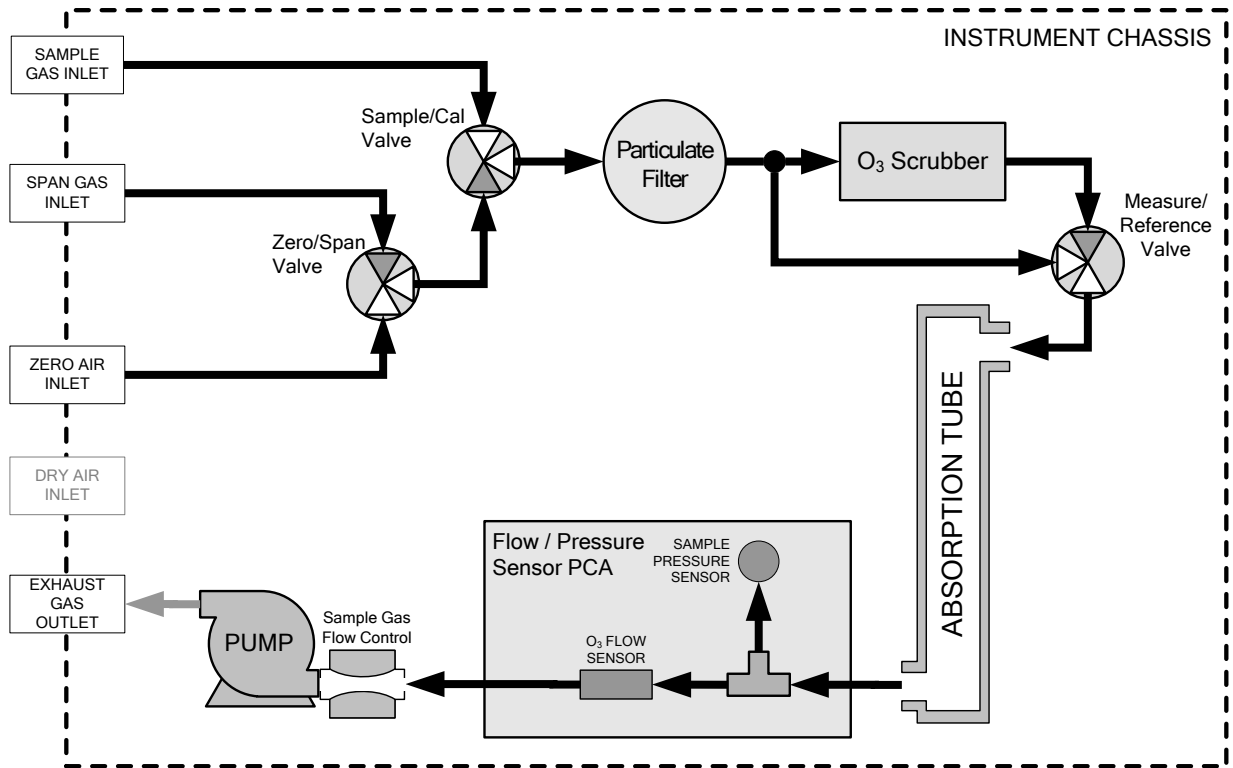 INSTRUMENT CHASSIS
SAMPLE
GAS INLET
Sample/Cal
Valve
Particulate
Filter
O₃ Scrubber
SPAN GAS
INLET
Measure/
Reference
Valve
Zero/Span
Valve
ZERO AIR
INLET
ABSORPTION TUBE
DRY AIR
INLET
Flow / Pressure
Sensor PCA
SAMPLE
PRESSURE
SENSOR
EXHAUST
GAS
OUTLET
PUMP
Sample Gas
Flow Control
O₃ FLOW
SENSOR